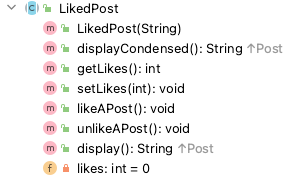 LikedPost
LikedPost(String)
displayCondensed(): String ↑Post
getLikes(): int
setLikes(int): void
likeAPost(): void
unlikeAPost(): void
display(): String ↑Post
likes: int = 0